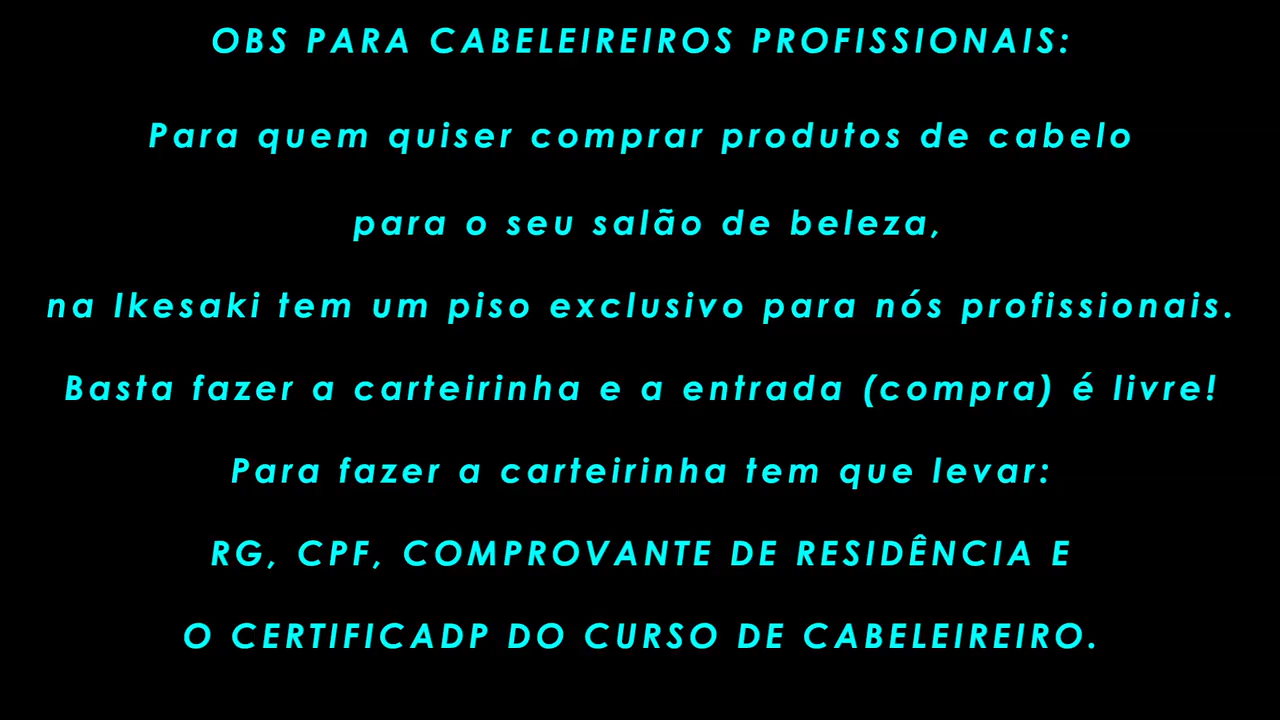 OBS PARA CABELEIREIROS PROFISSIONAIS:
Para quem quiser comprar produtos de cabelo
para o seu salão de beleza,
na Ikesaki tem um piso exclusivo para nós profissionais.
Basta fazer a carteirinha e a entrada (compra) é livre!
Para fazer a carteirinha tem que levar:
RG, CPF, COMPROVANTE DE RESIDÊNCIA E
O CERTIFICADP DO CURSO DE CABELEIREIRO.